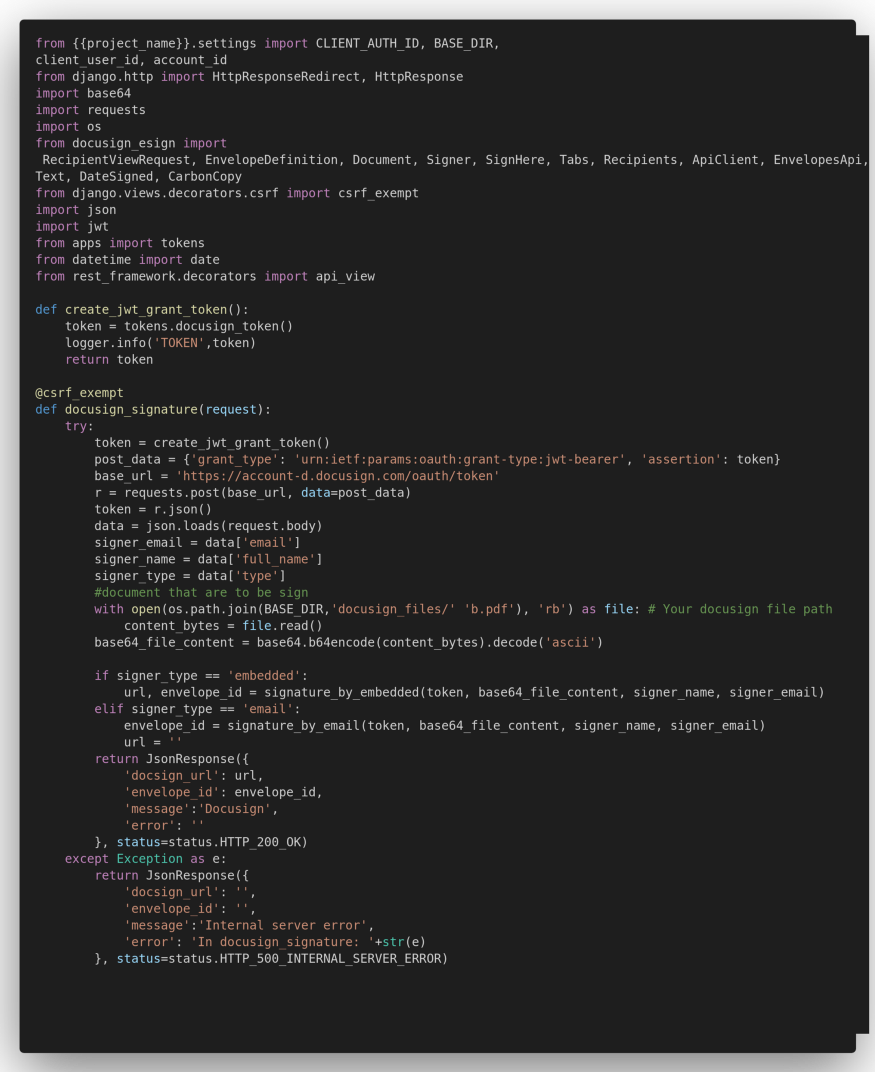 from {{project_name}}.settings import CLIENT_AUTH_ID, BASE_DIR,
client_user_id, account_id
from django.http import HttpResponseRedirect, HttpResponse
import base64
import requests
import os
from docusign_esign import
 RecipientViewRequest, EnvelopeDefinition, Document, Signer, SignHere, Tabs, Recipients, ApiClient, EnvelopesApi,
Text, DateSigned, CarbonCopy
from django.views.decorators.csrf import csrf_exempt
import json
import jwt
from apps import tokens
from datetime import date
from rest_framework.decorators import api_view

def create_jwt_grant_token():
    token = tokens.docusign_token()
    logger.info('TOKEN',token)
    return token

@csrf_exempt
def docusign_signature(request):
    try:
        token = create_jwt_grant_token()
        post_data = {'grant_type': 'urn:ietf:params:oauth:grant-type:jwt-bearer', 'assertion': token}
        base_url = 'https://account-d.docusign.com/oauth/token'
        r = requests.post(base_url, data=post_data)
        token = r.json()
        data = json.loads(request.body)
        signer_email = data['email']
        signer_name = data['full_name']
        signer_type = data['type']
        #document that are to be sign
        with open(os.path.join(BASE_DIR,'docusign_files/' 'b.pdf'), 'rb') as file: # Your docusign file path
            content_bytes = file.read()
        base64_file_content = base64.b64encode(content_bytes).decode('ascii')

        if signer_type == 'embedded':
            url, envelope_id = signature_by_embedded(token, base64_file_content, signer_name, signer_email)
        elif signer_type == 'email':
            envelope_id = signature_by_email(token, base64_file_content, signer_name, signer_email)
            url = ''
        return JsonResponse({
            'docsign_url': url,
            'envelope_id': envelope_id,
            'message':'Docusign',
            'error': ''
        }, status=status.HTTP_200_OK)
    except Exception as e:
        return JsonResponse({
            'docsign_url': '',
            'envelope_id': '',
            'message':'Internal server error',
            'error': 'In docusign_signature: '+str(e)
        }, status=status.HTTP_500_INTERNAL_SERVER_ERROR)